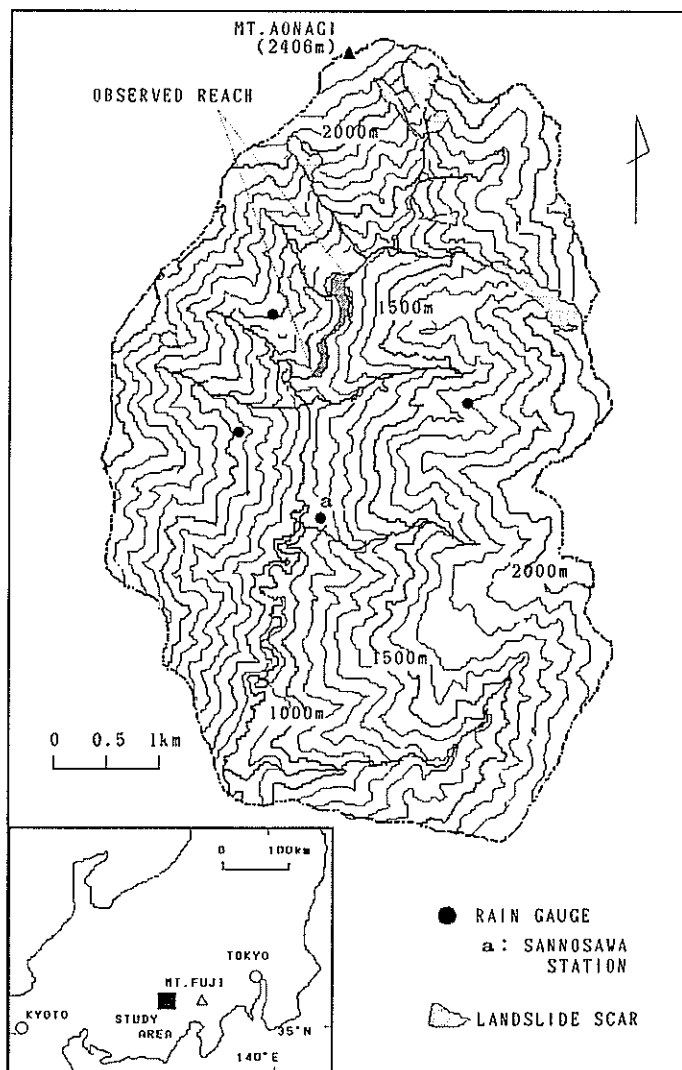 MT.AONAGI
(2406m)
OBSERVED REACH
2000m
1500m
a
2000m
1500m
1000m
0 0.5 1km
0 100km
TOKYO
MT.FUJI
KYOTO
STUDY
AREA
35°N
140°E
RAIN GAUGE
a: SANNOSAWA
STATION
LANDSLIDE SCAR